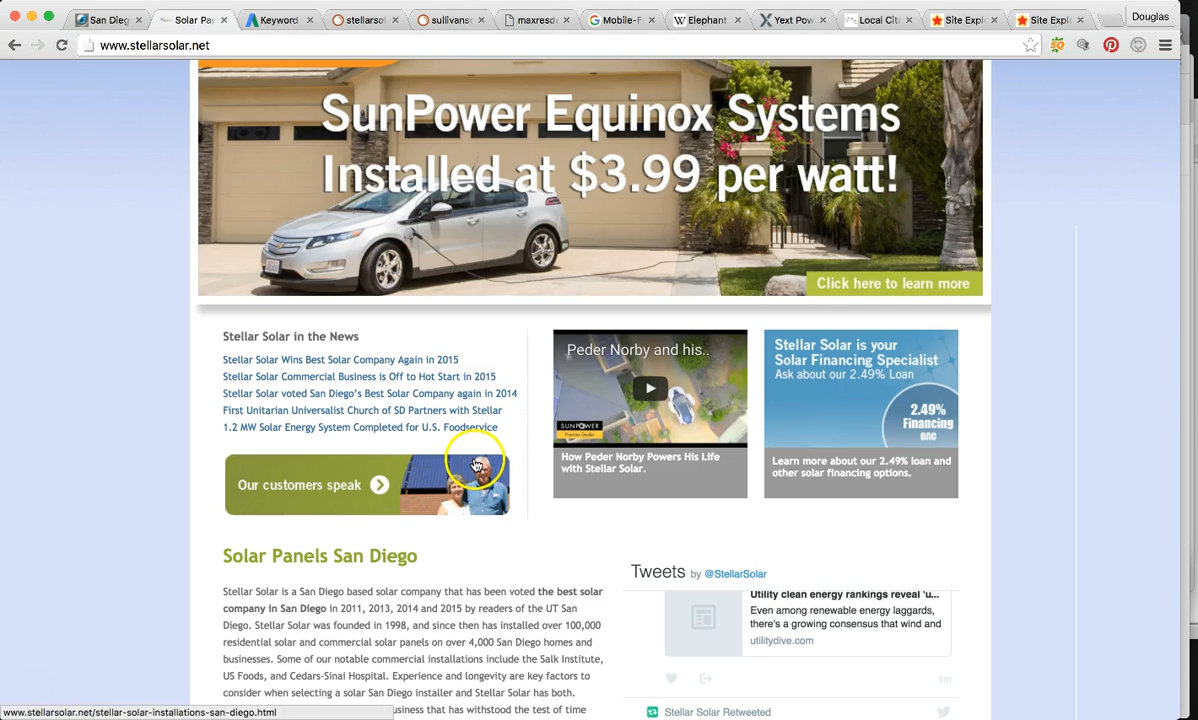 San Dieg
Solar Pan
Keyword
stellarsol
sullivans
maxresde
Mobile-F
Elephant
Yext Pow
Local Cit
Site Explo
Site Explo
Douglas
www.stellarsolar.net
SunPower Equinox Systems
Installed at $3.99 per watt!
Click here to learn more
Stellar Solar in the News
Stellar Solar Wins Best Solar Company Again in 2015
Stellar Solar Commercial Business is Off to Hot Start in 2015
Stellar Solar voted San Diego's Best Solar Company again in 2014
First Unitarian Universalist Church of SD Partners with Stellar
1.2 MW Solar Energy System Completed for U.S. Foodservice
Our customers speak
Peder Norby and his..
SUNPOWER
How Peder Norby Powers His Life
with Stellar Solar.
Stellar Solar is your
Solar Financing Specialist
Ask about our 2.49% Loan
2.49%
Financing
OAC
Learn more about our 2.49% loan and
other solar financing options.
Solar Panels San Diego
Stellar Solar is a San Diego based solar company that has been voted the best solar
company in San Diego in 2011, 2013, 2014 and 2015 by readers of the UT San
Diego. Stellar Solar was founded in 1998, and since then has installed over 100,000
residential solar and commercial solar panels on over 4,000 San Diego homes and
businesses. Some of our notable commercial installations include the Salk Institute,
US Foods, and Cedars-Sinai Hospital. Experience and longevity are key factors to
consider when selecting a solar San Diego installer and Stellar Solar has both.
business that has withstood the test of time
Tweets by @StellarSolar
Utility clean energy rankings reveal 'u...
Even among renewable energy laggards,
there's a growing consensus that wind and
utilitydive.com
1m
Stellar Solar Retweeted
www.stellarsolar.net/stellar-solar-installations-san-diego.html